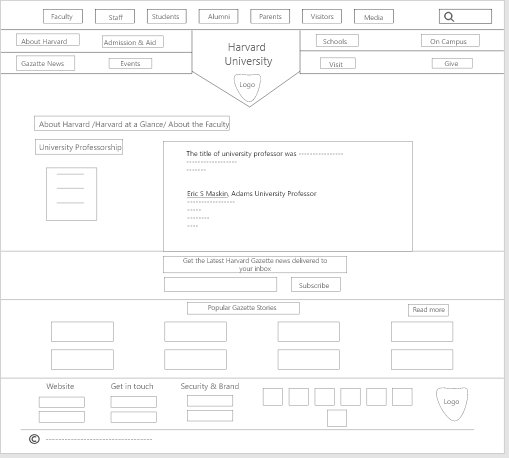 Faculty
Staff
Students
Alumni
Parents
Visitors
Media
About Harvard
Admission & Aid
Harvard
University
Schools
On Campus
Gazatte News
Events
Logo
Visit
Give
About Harvard /Harvard at a Glance/ About the Faculty
University Professorship
The title of university professor was ----------------
------------------
-------
Eric S Maskin, Adams University Professor
-----------------
-----
--------
----
Get the Latest Harvard Gazette news delivered to
your inbox
Subscribe
Popular Gazette Stories
Read more
Website
Get in touch
Security & Brand
Logo
© --------------------------------